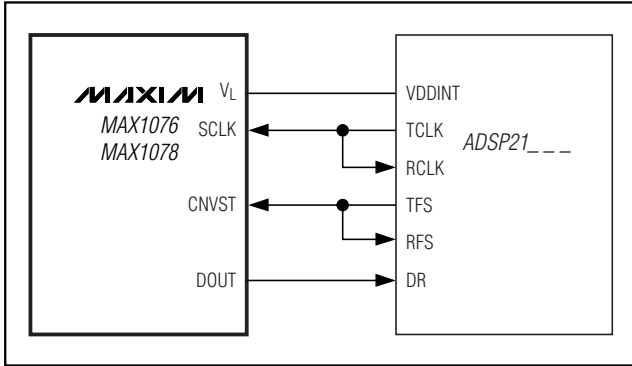 MAXIM
MAX1076
MAX1078
VL
SCLK
CNVST
DOUT
VDDINT
TCLK
RCLK
TFS
RFS
DR
ADSP21_ _ _